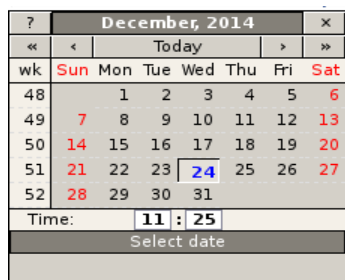 ? December, 2014 ×
« ‹ Today › »
wk Sun Mon Tue Wed Thu Fri Sat
48 1 2 3 4 5 6
49 7 8 9 10 11 12 13
50 14 15 16 17 18 19 20
51 21 22 23 24 25 26 27
52 28 29 30 31
Time: 11 : 25
Select date